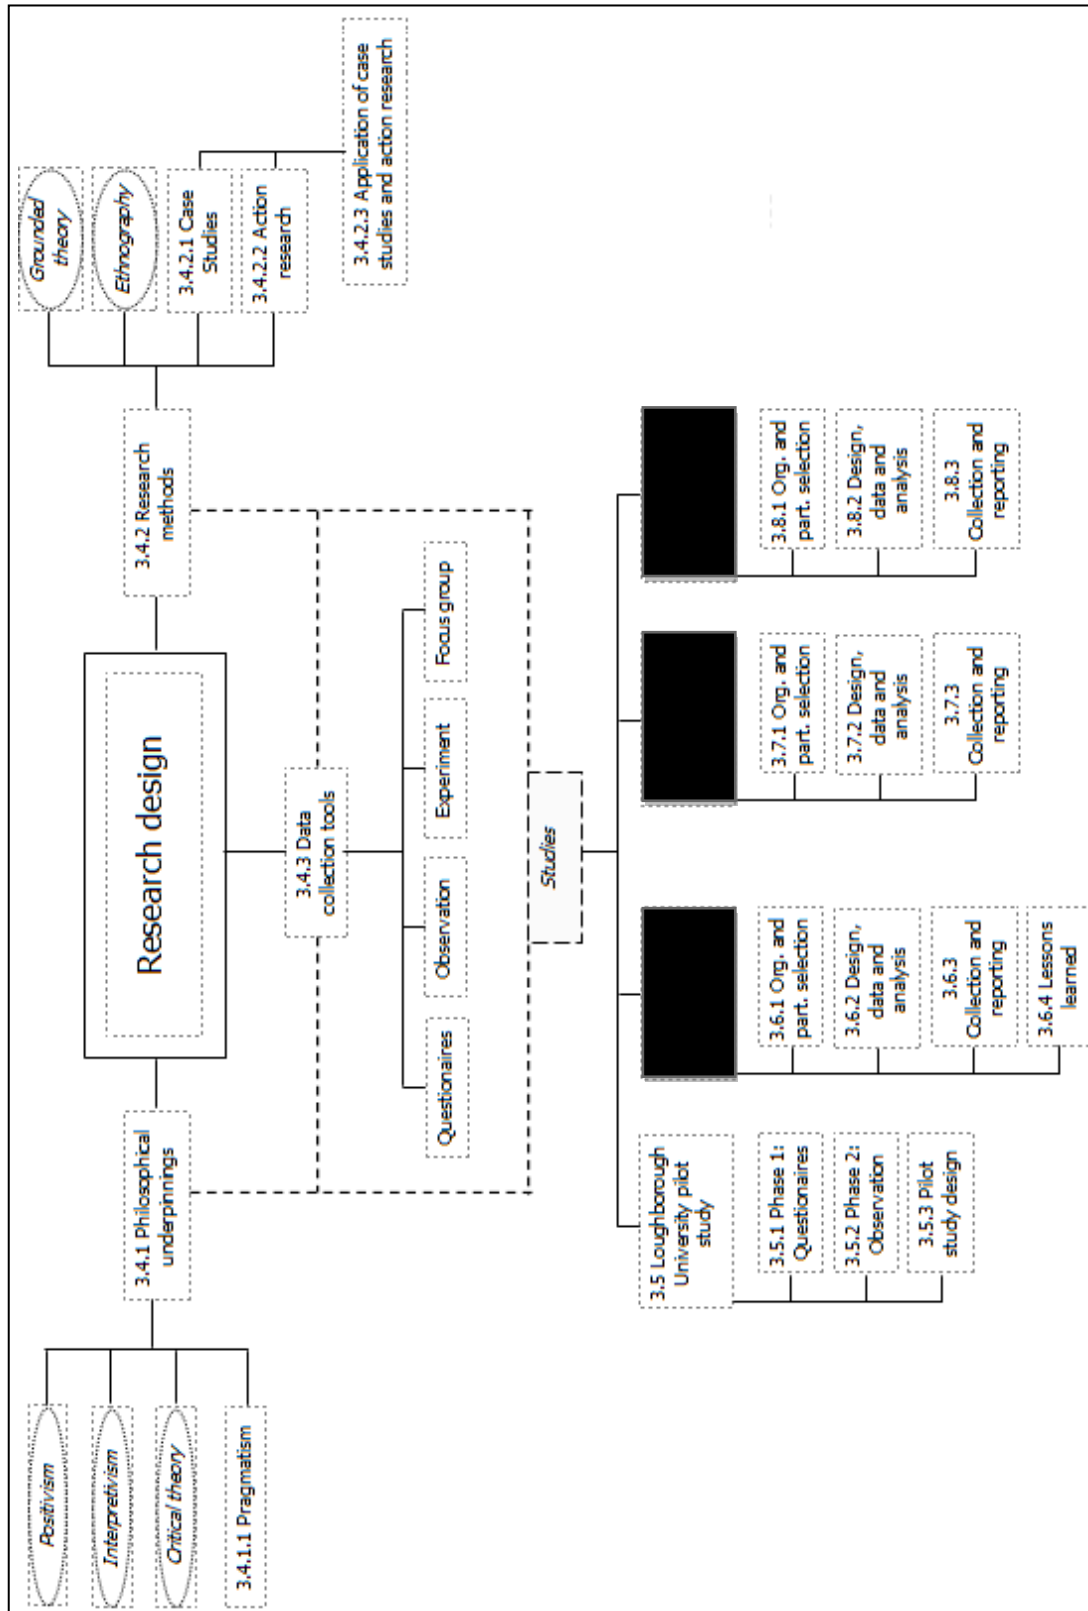 Research design
3.4.1 Philosophical
underpinnings
Positivism
Interpretivism
Critical theory
3.4.1.1 Pragmatism
3.4.2 Research
methods
Grounded
theory
Ethnography
3.4.2.1 Case
Studies
3.4.2.2 Action
research
3.4.2.3 Application of case
studies and action research
3.4.3 Data
collection tools
Questionaires
Observation
Experiment
Focus group
Studies
3.5 Loughborough
University pilot
study
3.5.1 Phase 1:
Questionaires
3.5.2 Phase 2:
Observation
3.5.3 Pilot
study design
3.6.1 Org. and
part. selection
3.6.2 Design,
data and
analysis
3.6.3
Collection and
reporting
3.6.4 Lessons
learned
3.7.1 Org. and
part. selection
3.7.2 Design,
data and
analysis
3.7.3
Collection and
reporting
3.8.1 Org. and
part. selection
3.8.2 Design,
data and
analysis
3.8.3
Collection and
reporting